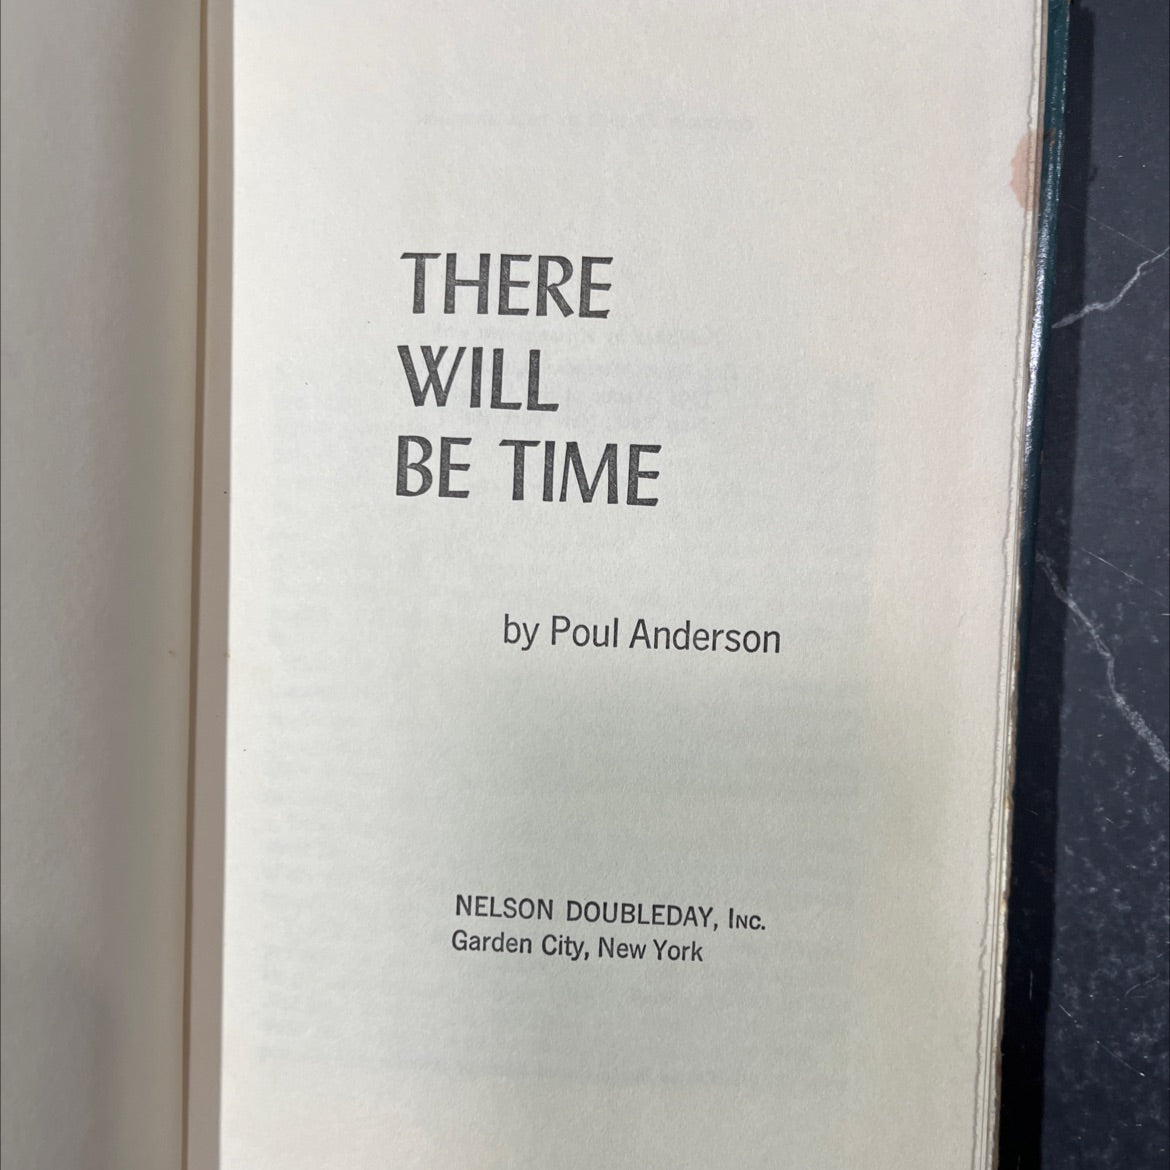 THERE
WILL
BE TIME
by Poul Anderson
NELSON DOUBLEDAY, INC.
Garden City, New York